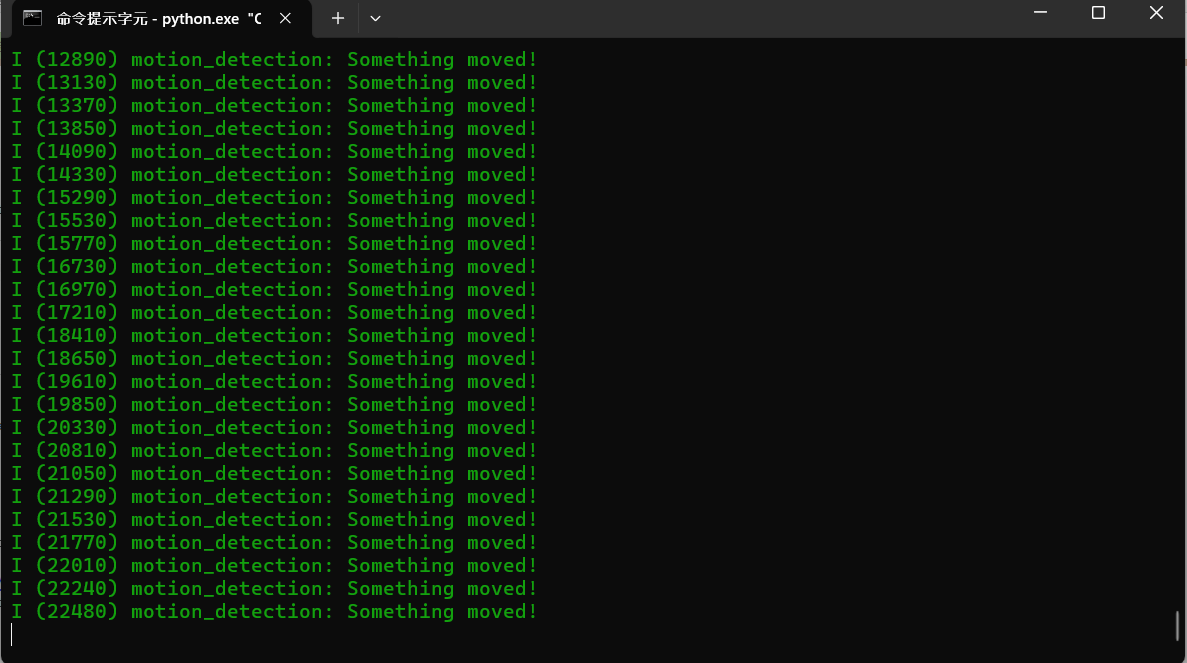 命令提示字元 - python.exe "C
I (12890) motion_detection: Something moved!
I (13130) motion_detection: Something moved!
I (13370) motion_detection: Something moved!
I (13850) motion_detection: Something moved!
I (14090) motion_detection: Something moved!
I (14330) motion_detection: Something moved!
I (15290) motion_detection: Something moved!
I (15530) motion_detection: Something moved!
I (15770) motion_detection: Something moved!
I (16730) motion_detection: Something moved!
I (16970) motion_detection: Something moved!
I (17210) motion_detection: Something moved!
I (18410) motion_detection: Something moved!
I (18650) motion_detection: Something moved!
I (19610) motion_detection: Something moved!
I (19850) motion_detection: Something moved!
I (20330) motion_detection: Something moved!
I (20810) motion_detection: Something moved!
I (21050) motion_detection: Something moved!
I (21290) motion_detection: Something moved!
I (21530) motion_detection: Something moved!
I (21770) motion_detection: Something moved!
I (22010) motion_detection: Something moved!
I (22240) motion_detection: Something moved!
I (22480) motion_detection: Something moved!